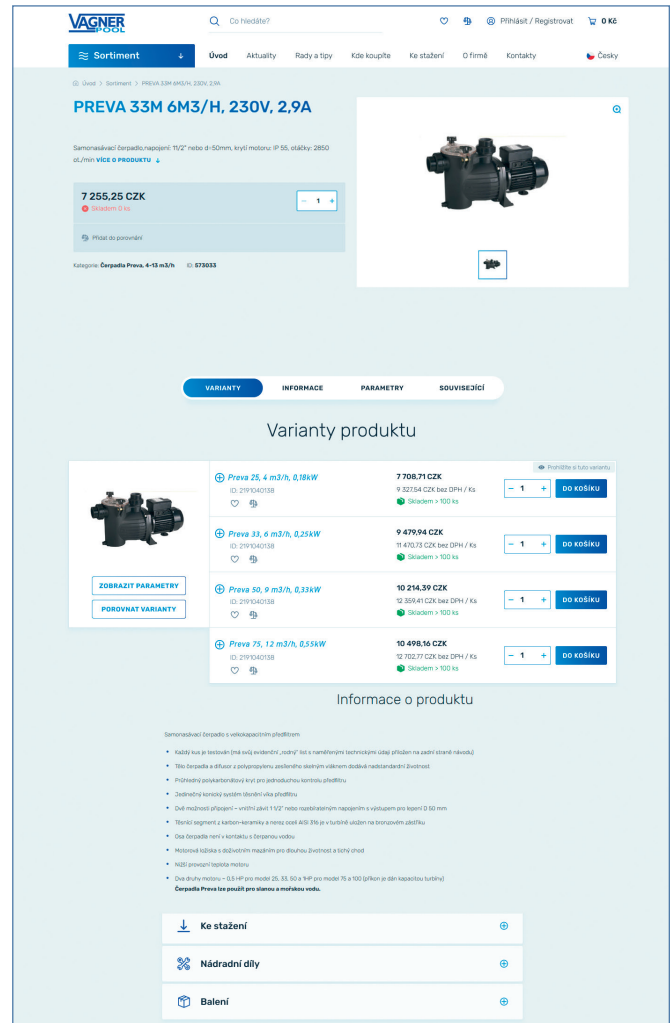 VAGNER
POOL
Co hledáte?
Přihlásit / Registrovat
0 Kč
Sortiment
Úvod
Aktuality
Rady a tipy
Kde koupíte
Ke stažení
O firmě
Kontakty
Česky
Úvod > Sortiment > PREVA 33M 6M3/H, 230V, 2,9A
PREVA 33M 6M3/H, 230V, 2,9A
Samonasávací čerpadlo,napojení: 11/2" nebo d=50mm, krytí motoru: IP 55, otáčky: 2850
ot./min VÍCE O PRODUKTU
7 255,25 CZK
Skladem 0 ks
− 1 +
Přidat do porovnání
Kategorie: Čerpadla Preva, 4-13 m3/h ID: 573033
VARIANTY
INFORMACE
PARAMETRY
SOUVISEJÍCÍ
Varianty produktu
Prohlížíte si tuto variantu
Preva 25, 4 m3/h, 0,18kW
ID: 2191040138
7 708,71 CZK
9 327,54 CZK bez DPH / Ks
Skladem > 100 ks
− 1 +
DO KOŠÍKU
Preva 33, 6 m3/h, 0,25kW
ID: 2191040138
9 479,94 CZK
11 470,73 CZK bez DPH / Ks
Skladem > 100 ks
− 1 +
DO KOŠÍKU
ZOBRAZIT PARAMETRY
POROVNAT VARIANTY
Preva 50, 9 m3/h, 0,33kW
ID: 2191040138
10 214,39 CZK
12 359,41 CZK bez DPH / Ks
Skladem > 100 ks
− 1 +
DO KOŠÍKU
Preva 75, 12 m3/h, 0,55kW
ID: 2191040138
10 498,16 CZK
12 702,77 CZK bez DPH / Ks
Skladem > 100 ks
− 1 +
DO KOŠÍKU
Informace o produktu
Samonasávací čerpadlo s velkokapacitním předfiltrem
• Každý kus je testován (má svůj evidenční „rodný" list s naměřenými technickými údaji přiložen na zadní straně návodu)
• Tělo čerpadla a difusor z polypropylenu zesíleného skelným vláknem dodává nadstandardní životnost
• Průhledný polykarbonátový kryt pro jednoduchou kontrolu předfiltru
• Jedinečný konický systém těsnění víka předfiltru
• Dvě možnosti připojení – vnitřní závit 1 1/2" nebo rozebíratelným napojením s výstupem pro lepení D 50 mm
• Těsnící segment z karbon-keramiky a nerez oceli AISI 316 je v turbíně uložen na bronzovém zástřiku
• Osa čerpadla není v kontaktu s čerpanou vodou
• Motorová ložiska s doživotním mazáním pro dlouhou životnost a tichý chod
• Nižší provozní teplota motoru
• Dva druhy motoru – 0,5 HP pro model 25, 33, 50 a 1HP pro model 75 a 100 (příkon je dán kapacitou turbíny)
Čerpadla Preva lze použít pro slanou a mořskou vodu.
Ke stažení
Nádradní díly
Balení